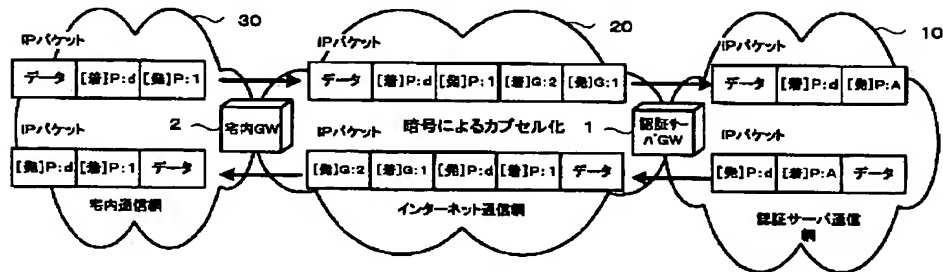 30
20
10
IPパケット
IPパケット
IPパケット
データ [着]P:d [発]P:1
データ [着]P:d [発]P:1 [着]G:2 [発]G:1
データ [着]P:d [発]P:A
2
宅内GW
暗号によるカプセル化
1
認証サー
バGW
IPパケット
IPパケット
IPパケット
[発]P:d [着]P:1 データ
[発]G:2 [着]G:1 [発]P:d [着]P:1 データ
[発]P:d [着]P:A データ
宅内通信網
インターネット通信網
認証サーバ通信
網